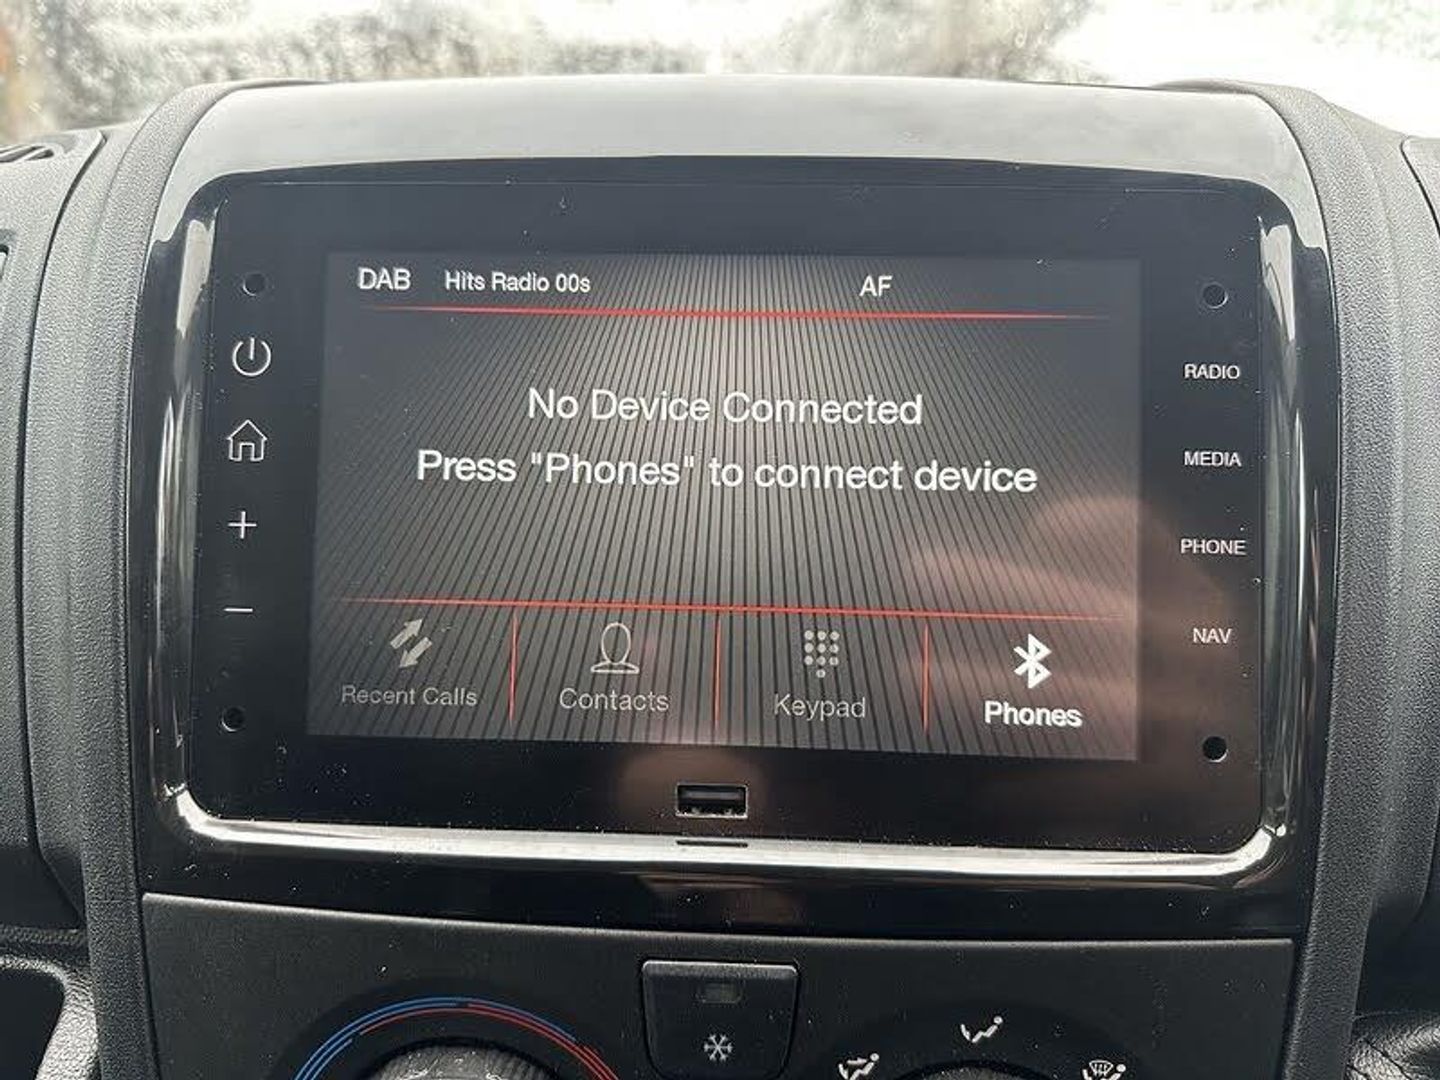 DAB Hits Radio 00s AF
RADIO
No Device Connected
MEDIA
Press "Phones" to connect device
PHONE
NAV
Recent Calls Contacts Keypad Phones